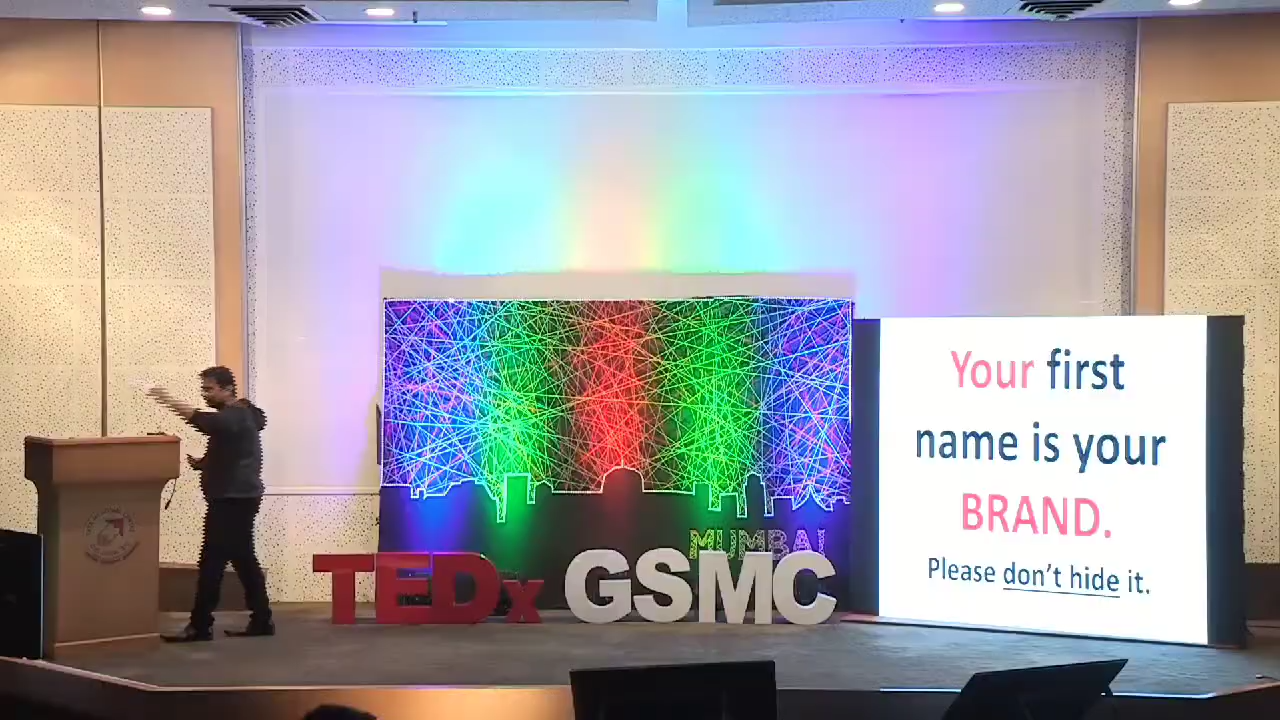 Your first
name is your
BRAND.
Please don't hide it.
MUMBAI
TEDx GSMC